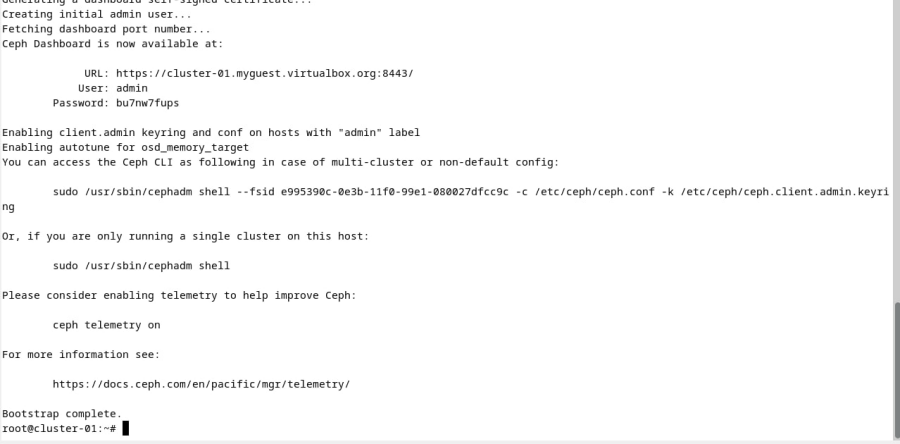 Generating a dashboard self-signed certificate...
Creating initial admin user...
Fetching dashboard port number...
Ceph Dashboard is now available at:
URL: https://cluster-01.myguest.virtualbox.org:8443/
User: admin
Password: bu7nw7fups
Enabling client.admin keyring and conf on hosts with "admin" label
Enabling autotune for osd_memory_target
You can access the Ceph CLI as following in case of multi-cluster or non-default config:
sudo /usr/sbin/cephadm shell --fsid e995390c-0e3b-11f0-99e1-080027dfcc9c -c /etc/ceph/ceph.conf -k /etc/ceph/ceph.client.admin.keyri
ng
Or, if you are only running a single cluster on this host:
sudo /usr/sbin/cephadm shell
Please consider enabling telemetry to help improve Ceph:
ceph telemetry on
For more information see:
https://docs.ceph.com/en/pacific/mgr/telemetry/
Bootstrap complete.
root@cluster-01:~#